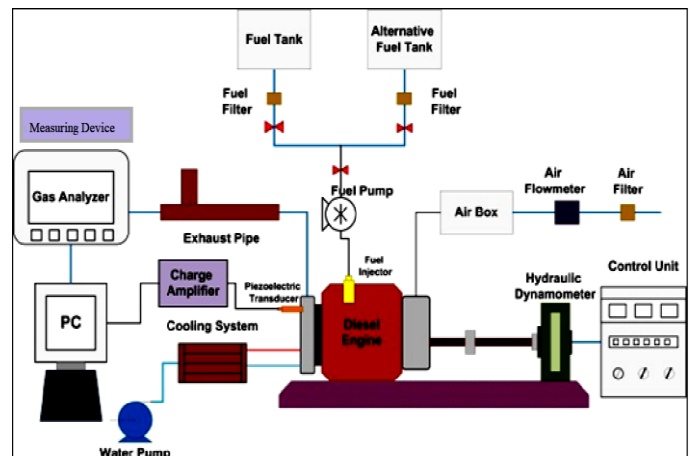 Fuel Tank
Alternative
Fuel Tank
Fuel
Filter
Fuel
Filter
Measuring Device
Gas Analyzer
Fuel Pump
Air
Flowmeter
Air
Filter
Air Box
Exhaust Pipe
Fuel
Injector
Charge
Amplifier
Piezoelectric
Transducer
Hydraulic
Dynamometer
Control Unit
PC
Cooling System
Diesel
Engine
Water Pump